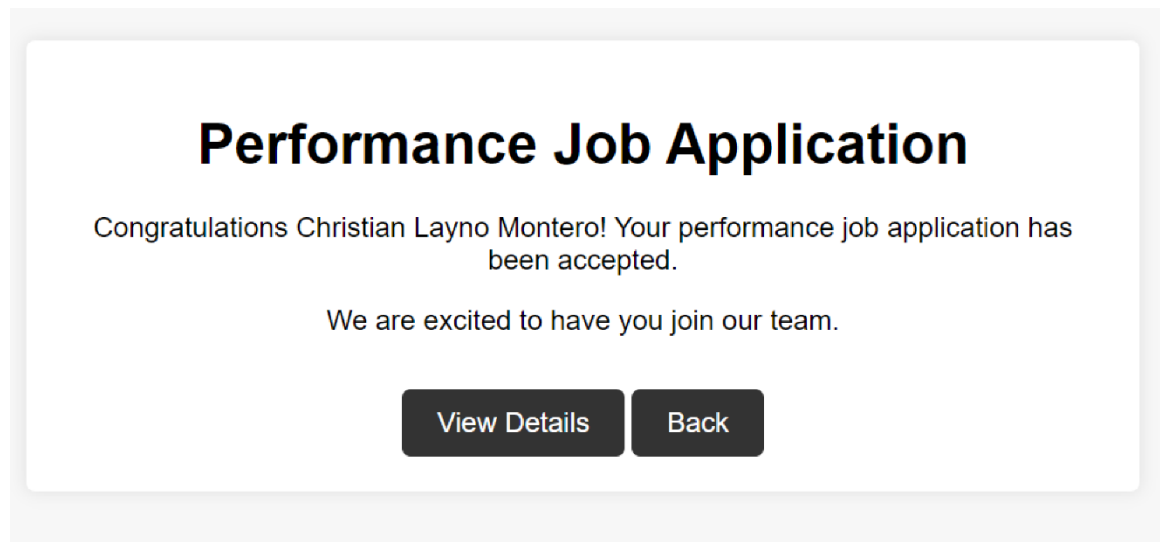 Performance Job Application
Congratulations Christian Layno Montero! Your performance job application has
been accepted.
We are excited to have you join our team.
View Details
Back